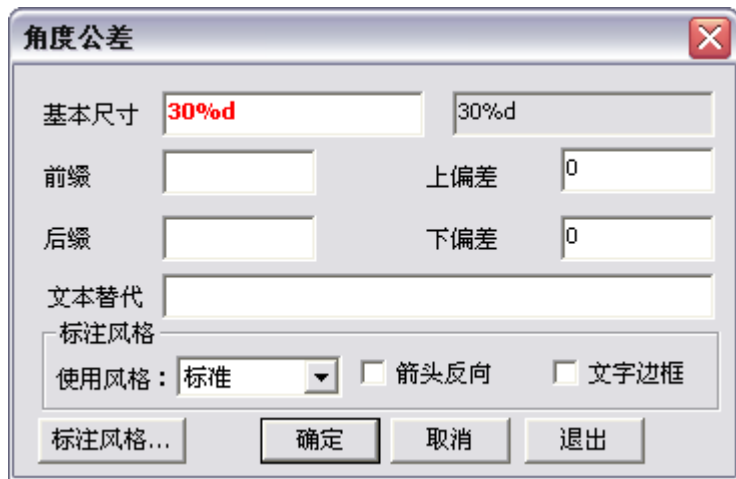 角度公差
基本尺寸 30%d 30%d
前缀 上偏差 0
后缀 下偏差 0
文本替代
标注风格
使用风格： 标准 箭头反向 文字边框
标注风格... 确定 取消 退出